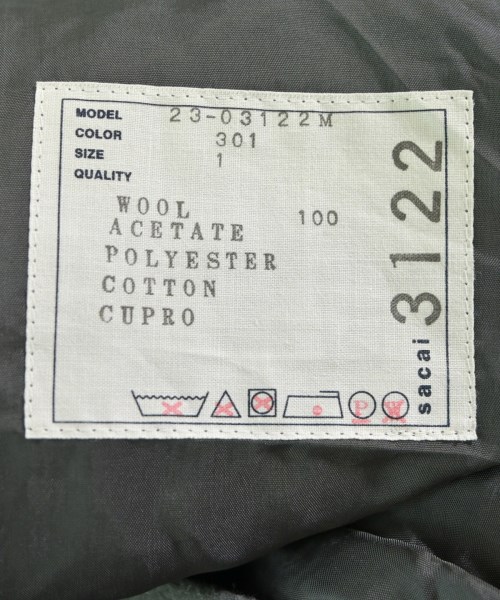 MODEL 23-03122M
COLOR 301
SIZE 1
QUALITY
WOOL 100
ACETATE
POLYESTER
COTTON
CUPRO
P W
sacai 3122